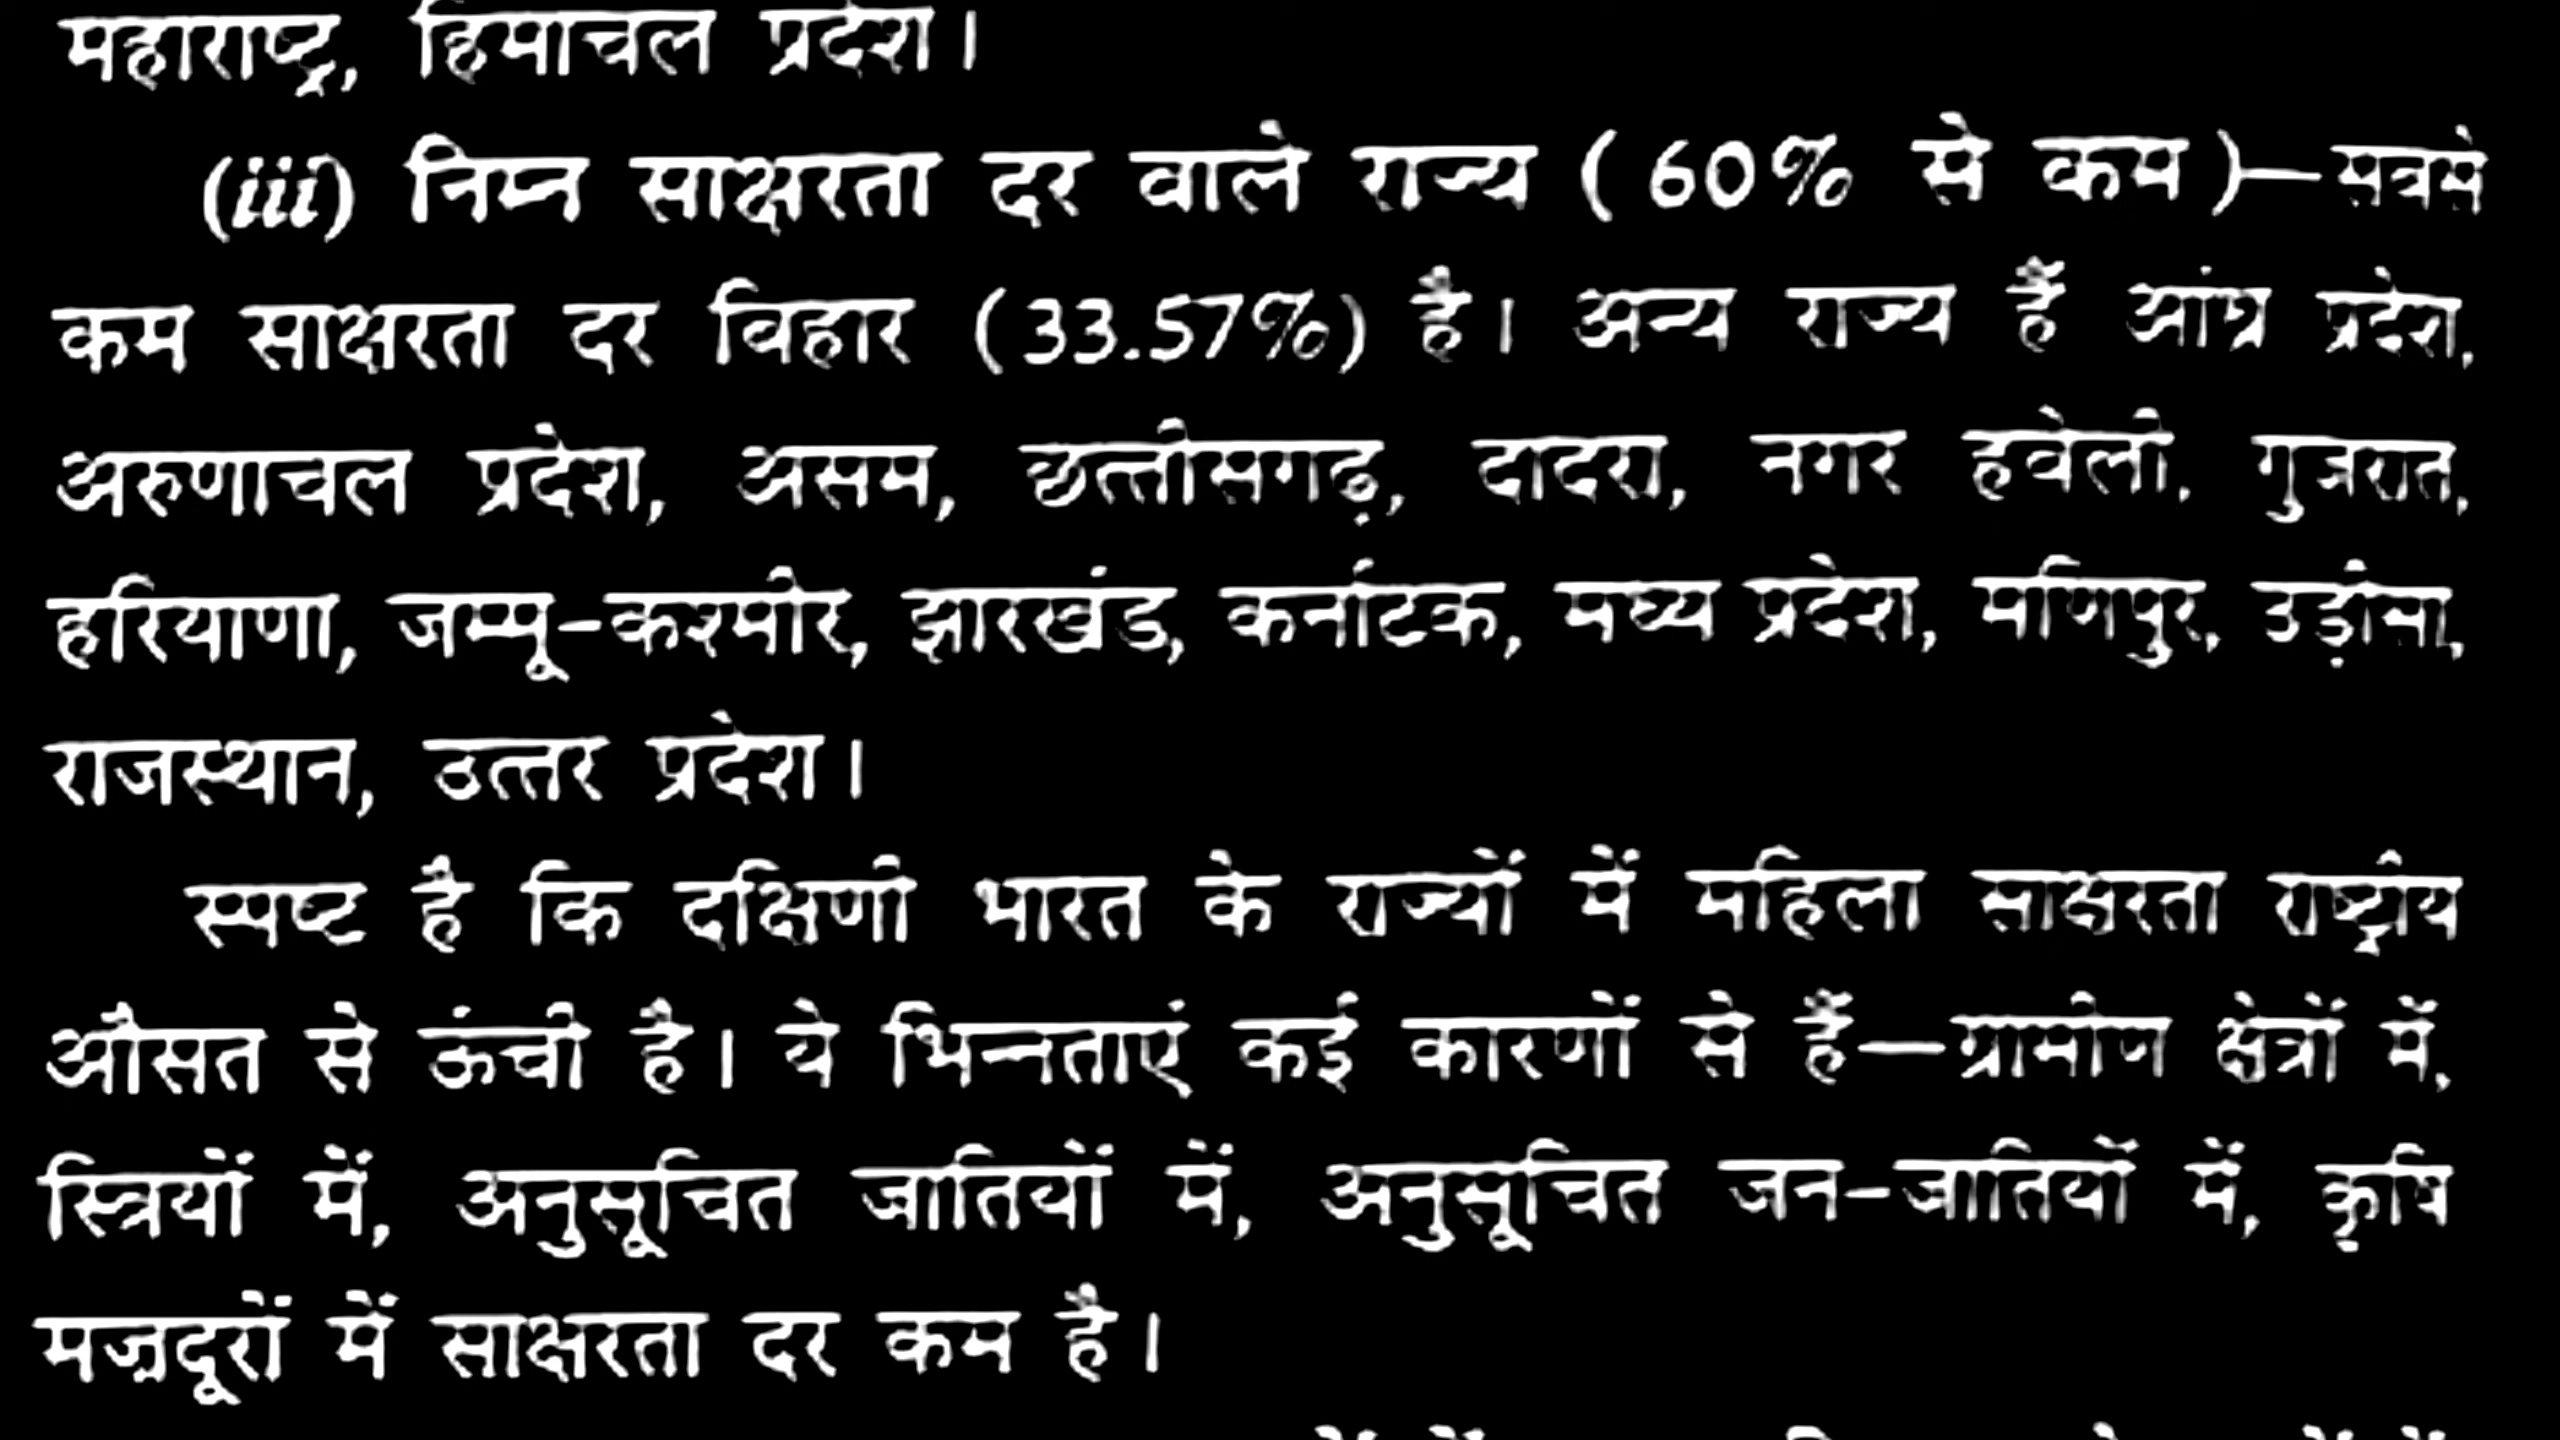 महाराष्ट्र, हिमाचल प्रदेश।
(iii) निम्न साक्षरता दर वाले राज्य (60% से कम)—सबसे
कम साक्षरता दर बिहार (33.57%) है। अन्य राज्य हैं आंध्र प्रदेश,
अरुणाचल प्रदेश, असम, छत्तीसगढ़, दादरा, नगर हवेली, गुजरात,
हरियाणा, जम्मू-कश्मीर, झारखंड, कर्नाटक, मध्य प्रदेश, मणिपुर, उड़ीसा,
राजस्थान, उत्तर प्रदेश।
स्पष्ट है कि दक्षिणी भारत के राज्यों में महिला साक्षरता राष्ट्रीय
औसत से ऊंची है। ये भिन्नताएं कई कारणों से हैं—ग्रामीण क्षेत्रों में,
स्त्रियों में, अनुसूचित जातियों में, अनुसूचित जन-जातियों में, कृषि
मज़दूरों में साक्षरता दर कम है।